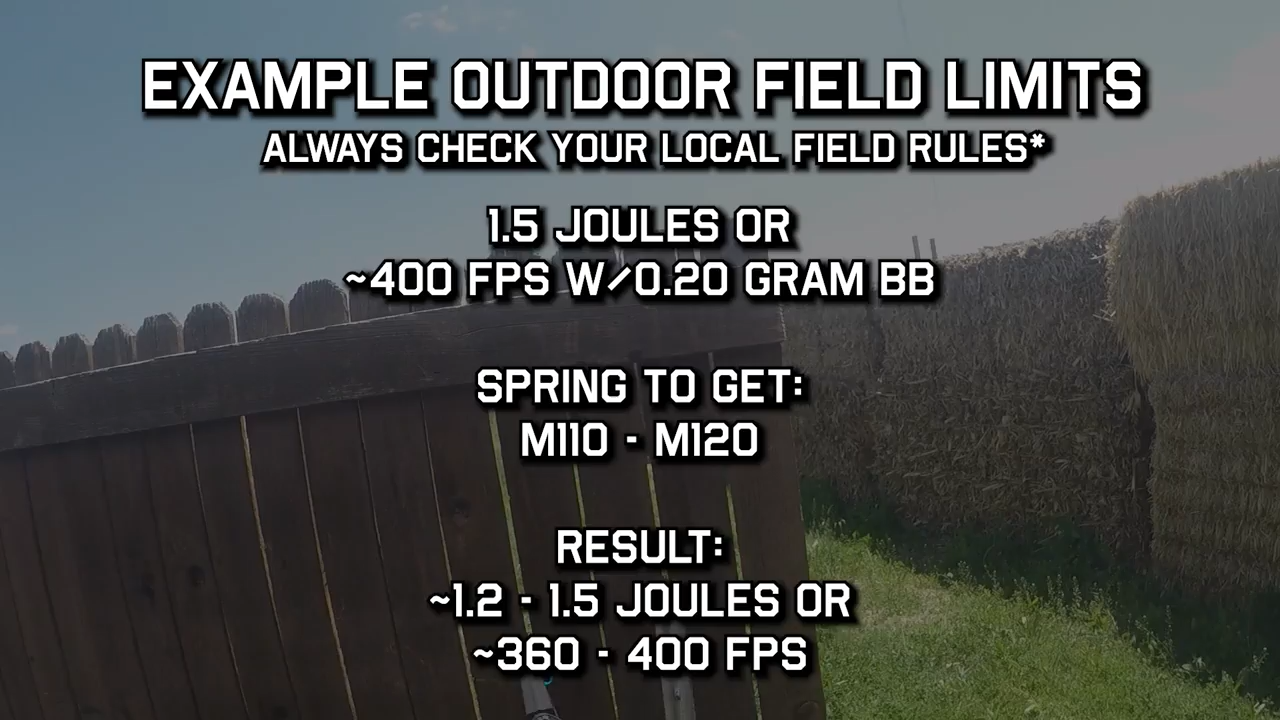 EXAMPLE OUTDOOR FIELD LIMITS
ALWAYS CHECK YOUR LOCAL FIELD RULES*
1.5 JOULES OR
~400 FPS W/0.20 GRAM BB
SPRING TO GET:
M110 - M120
RESULT:
~1.2 - 1.5 JOULES OR
~360 - 400 FPS